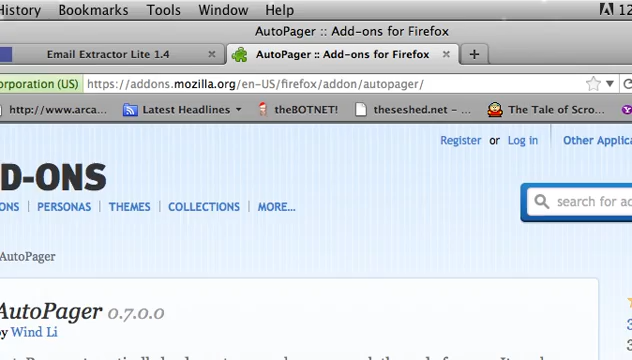 History Bookmarks Tools Window Help
AutoPager :: Add-ons for Firefox
Email Extractor Lite 1.4 AutoPager :: Add-ons for Firefox
orporation (US) https://addons.mozilla.org/en-US/firefox/addon/autopager/
http://www.arca... Latest Headlines theBOTNET! theseshed.net - ... The Tale of Scro...
Register or Log in Other Applica
D-ONS
ONS PERSONAS THEMES COLLECTIONS MORE...
search for ad
AutoPager
AutoPager 0.7.0.0
by Wind Li